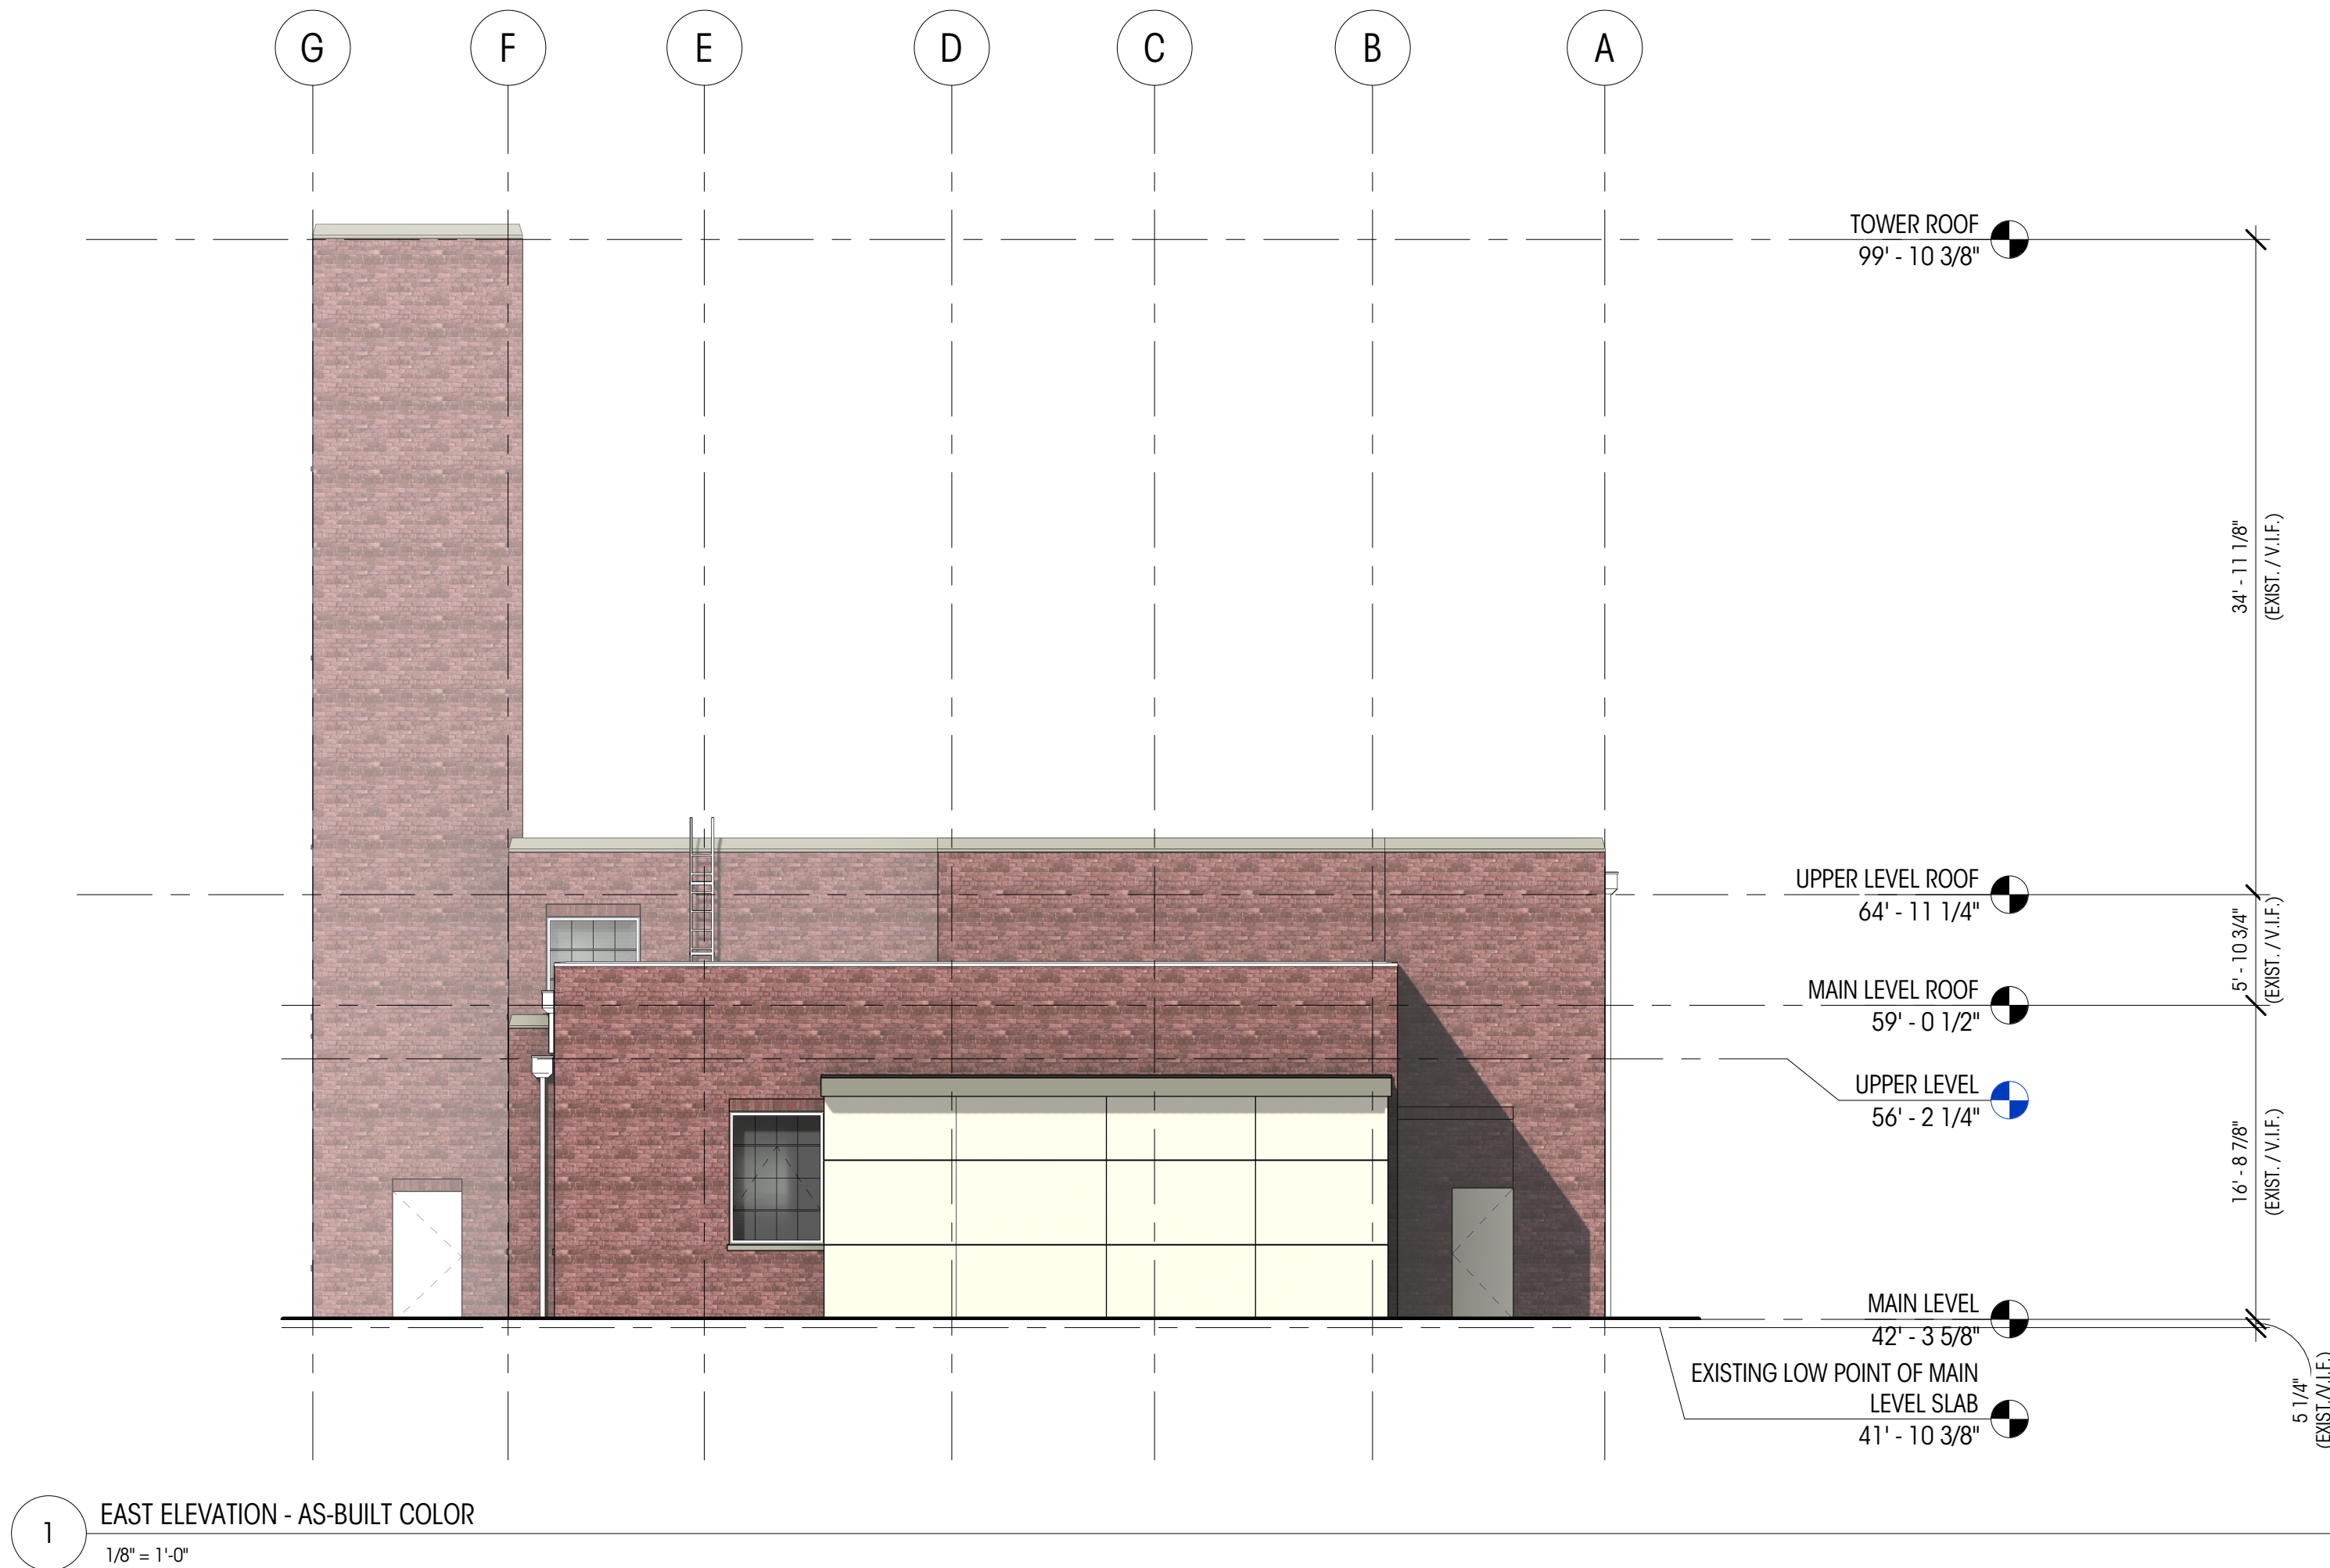 G F E D C B A
TOWER ROOF
99' - 10 3/8"
34' - 11 1/8"
(EXIST. / V.I.F.)
UPPER LEVEL ROOF
64' - 11 1/4"
5' - 10 3/4"
(EXIST. / V.I.F.)
MAIN LEVEL ROOF
59' - 0 1/2"
UPPER LEVEL
56' - 2 1/4"
16' - 8 7/8"
(EXIST. / V.I.F.)
MAIN LEVEL
42' - 3 5/8"
EXISTING LOW POINT OF MAIN
LEVEL SLAB
41' - 10 3/8"
5 1/4"
(EXIST./V.I.F.)
1
EAST ELEVATION - AS-BUILT COLOR
1/8" = 1'-0"